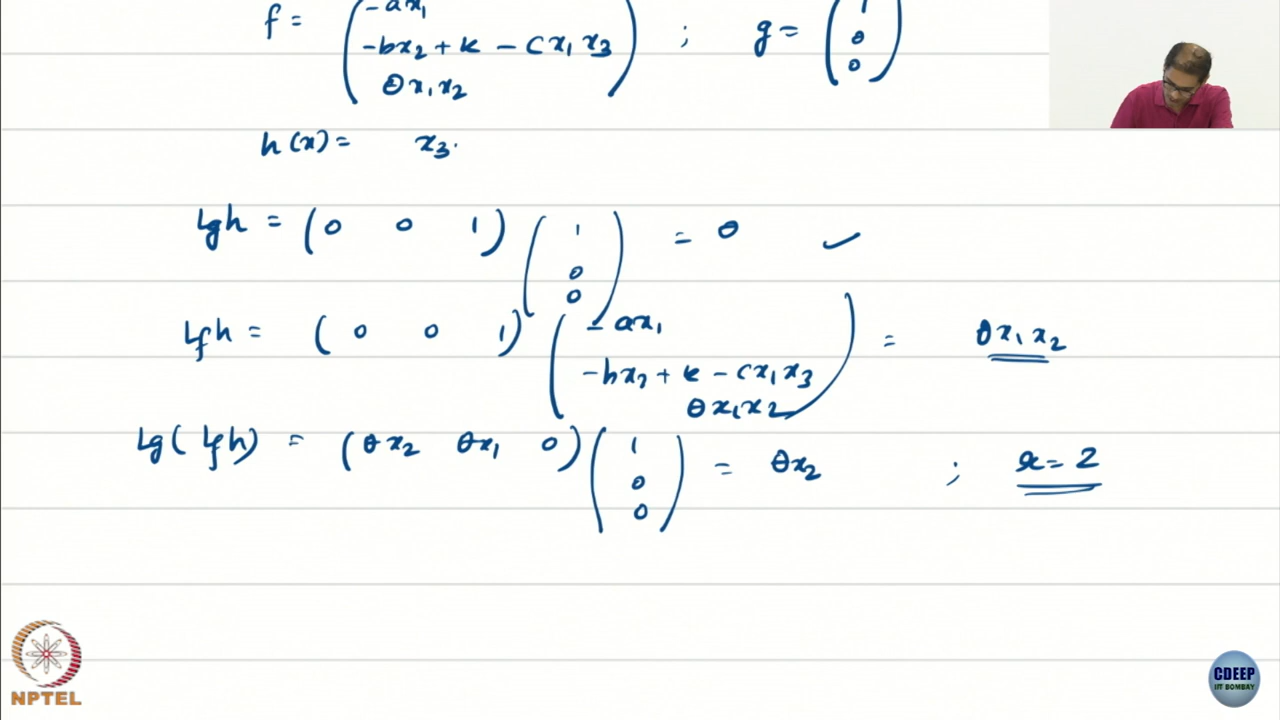 f = ( -ax₁
-bx₂ + k - cx₁x₃
θx₁x₂ ) ; g = ( 1
0
0 )
h(x) = x₃.
Lgh = ( 0 0 1 ) ( 1
0
0 ) = 0 ✓
Lfh = ( 0 0 1 ) ( -ax₁
-bx₂ + k - cx₁x₃
θx₁x₂ ) = θx₁x₂
Lg( Lfh) = ( θx₂ θx₁ 0 ) ( 1
0
0 ) = θx₂ ; r = 2
NPTEL
CDEEP
IIT BOMBAY